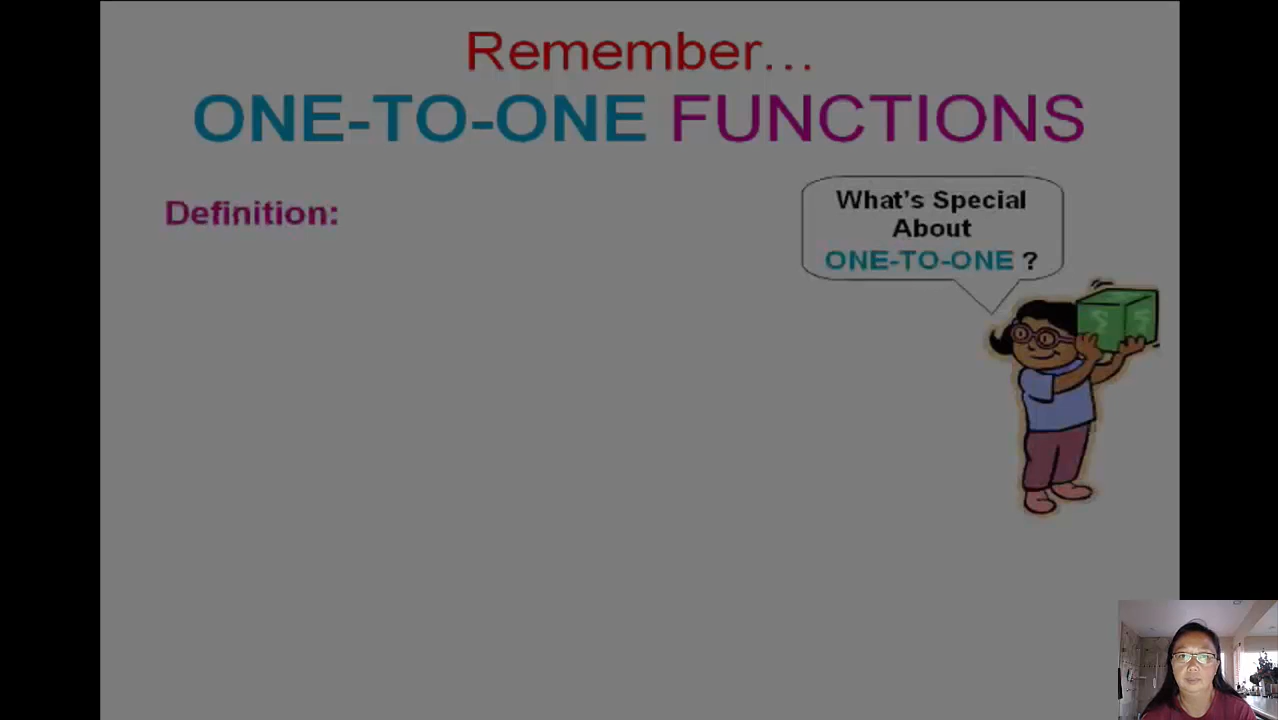 Remember…
ONE-TO-ONE FUNCTIONS
Definition:
What's Special
About
ONE-TO-ONE ?